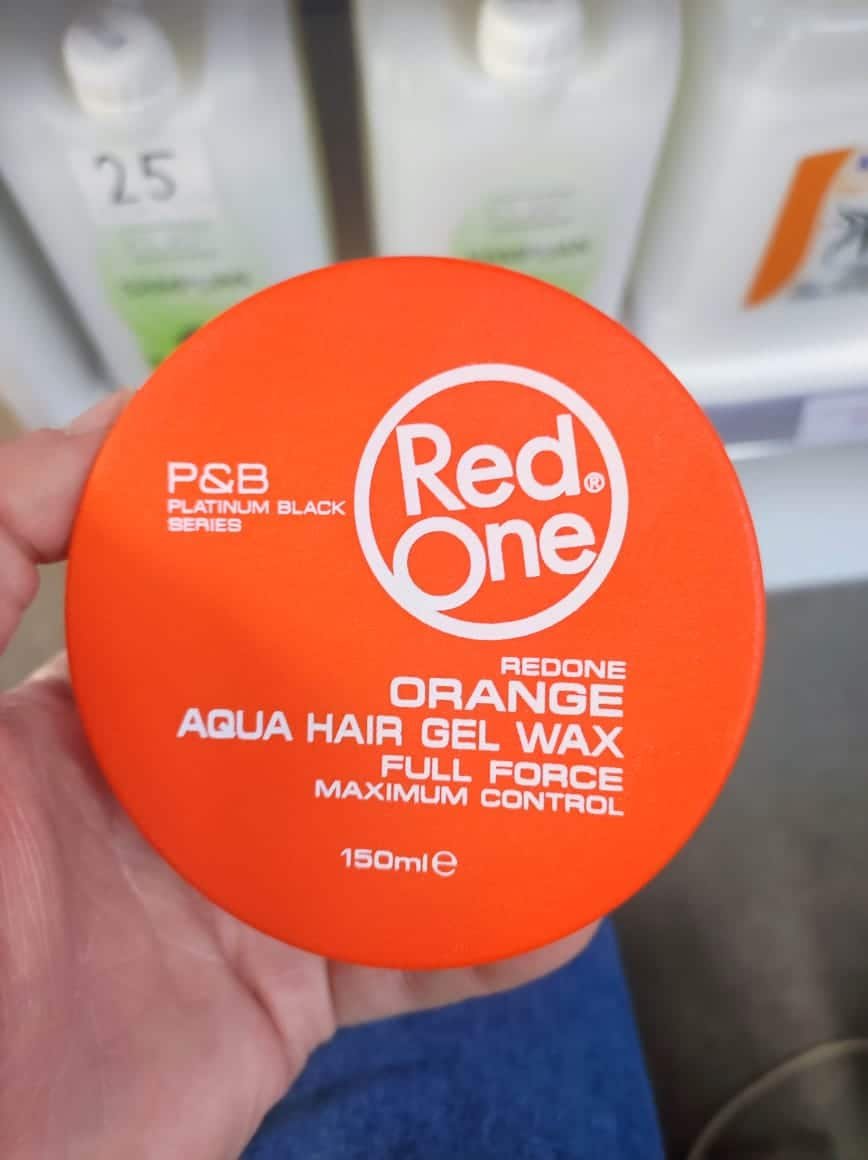 25
P&B
PLATINUM BLACK
SERIES
Red®
One
REDONE
ORANGE
AQUA HAIR GEL WAX
FULL FORCE
MAXIMUM CONTROL
150ml℮